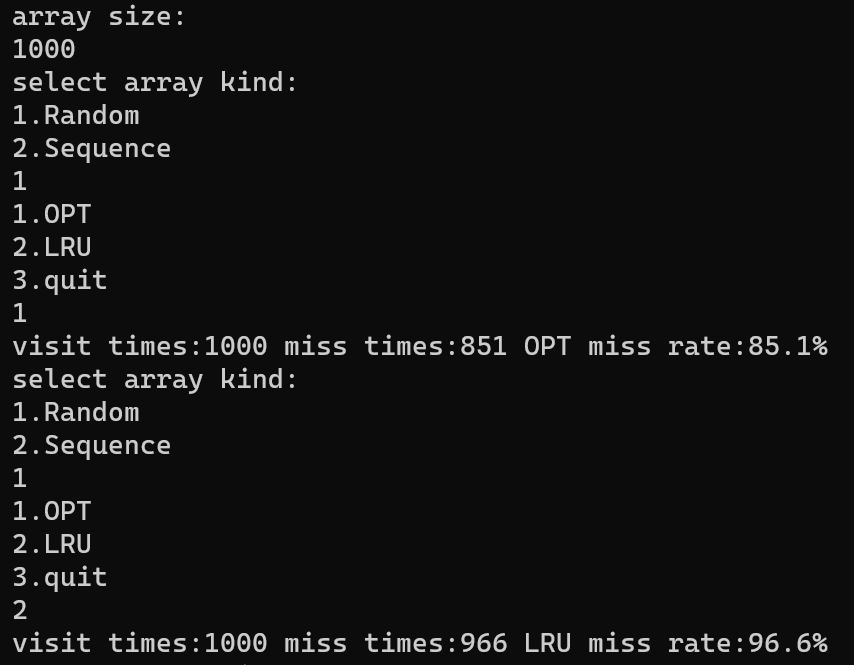 array size:
1000
select array kind:
1.Random
2.Sequence
1
1.OPT
2.LRU
3.quit
1
visit times:1000 miss times:851 OPT miss rate:85.1%
select array kind:
1.Random
2.Sequence
1
1.OPT
2.LRU
3.quit
2
visit times:1000 miss times:966 LRU miss rate:96.6%